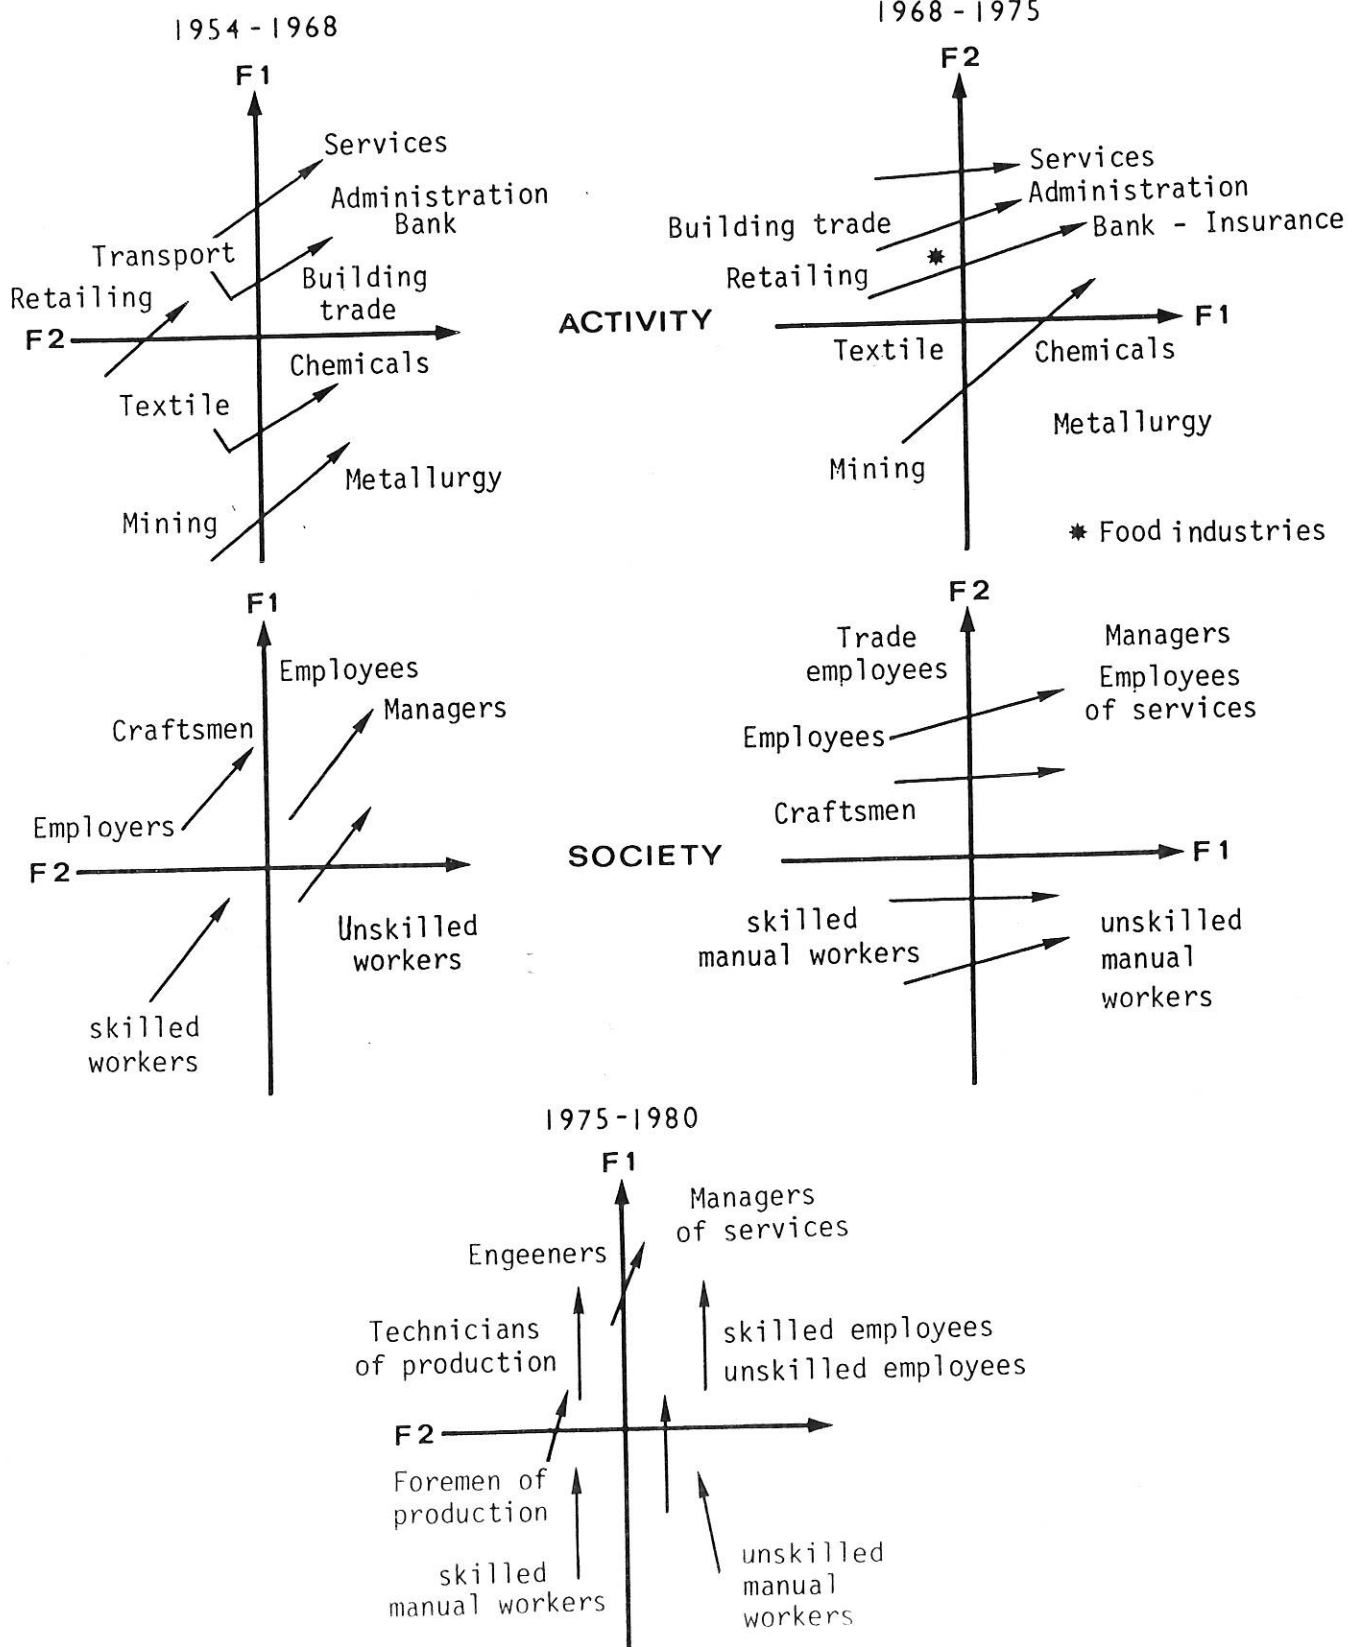 1954-1968
F1
Services
Administration
Bank
Transport
Building
trade
Retailing
F2
Chemicals
Textile
Metallurgy
Mining
ACTIVITY
1968-1975
F2
Services
Administration
Building trade
Bank - Insurance
Retailing
F1
Textile
Chemicals
Metallurgy
Mining
* Food industries
F1
Employees
Managers
Craftsmen
Employers
F2
Unskilled
workers
skilled
workers
SOCIETY
F2
Trade
employees
Managers
Employees
of services
Employees
Craftsmen
F1
skilled
manual workers
unskilled
manual
workers
1975-1980
F1
Managers
of services
Engeeners
Technicians
of production
skilled employees
unskilled employees
F2
Foremen of
production
skilled
manual workers
unskilled
manual
workers